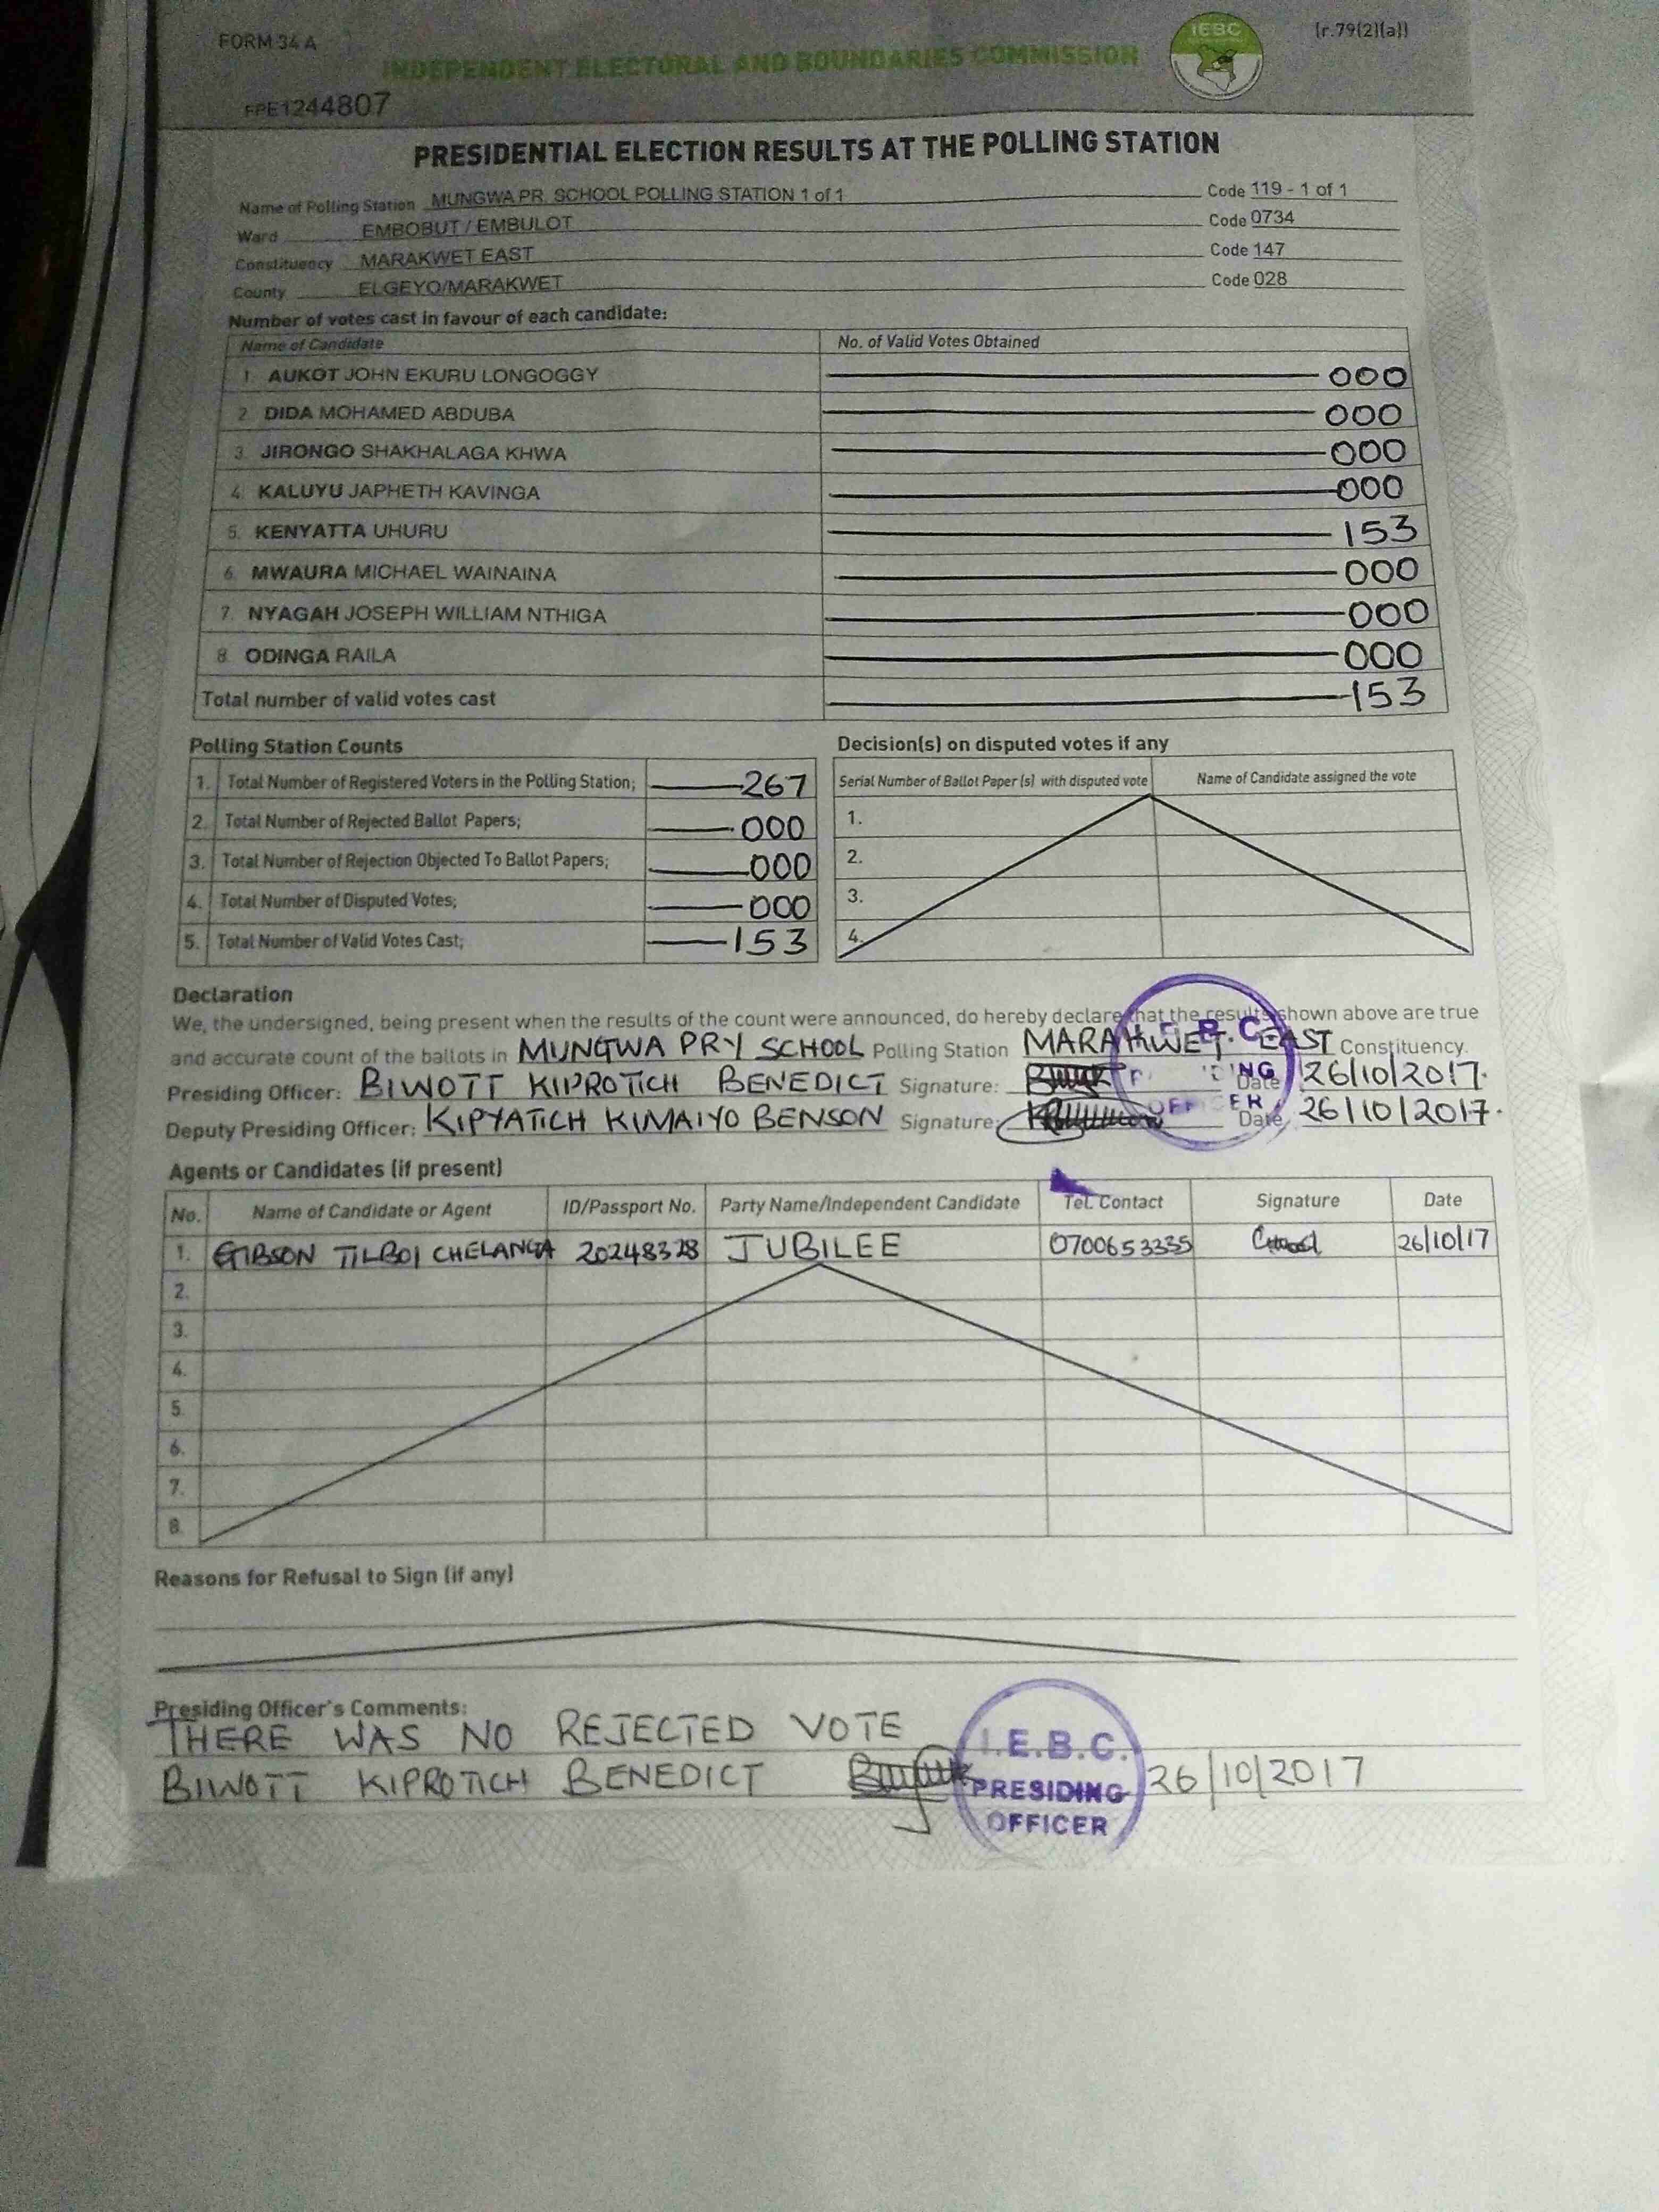 FORM 34 A
(r.79(2)(a))
IEBC
INDEPENDENT ELECTORAL AND BOUNDARIES COMMISSION
FPE1244807
PRESIDENTIAL ELECTION RESULTS AT THE POLLING STATION
Name of Polling Station MUNGWA PR. SCHOOL POLLING STATION 1 of 1 Code 119 - 1 of 1
Ward EMBOBUT / EMBULOT Code 0734
Constituency MARAKWET EAST Code 147
County ELGEYO/MARAKWET Code 028
Number of votes cast in favour of each candidate:
Name of Candidate No. of Valid Votes Obtained
1. AUKOT JOHN EKURU LONGOGGY 000
2. DIDA MOHAMED ABDUBA 000
3. JIRONGO SHAKHALAGA KHWA 000
4. KALUYU JAPHETH KAVINGA 000
5. KENYATTA UHURU 153
6. MWAURA MICHAEL WAINAINA 000
7. NYAGAH JOSEPH WILLIAM NTHIGA 000
8. ODINGA RAILA 000
Total number of valid votes cast 153
Polling Station Counts
1. Total Number of Registered Voters in the Polling Station; 267
2. Total Number of Rejected Ballot Papers; 000
3. Total Number of Rejection Objected To Ballot Papers; 000
4. Total Number of Disputed Votes; 000
5. Total Number of Valid Votes Cast; 153
Decision(s) on disputed votes if any
Serial Number of Ballot Paper (s) with disputed vote Name of Candidate assigned the vote
1.
2.
3.
4.
Declaration
We, the undersigned, being present when the results of the count were announced, do hereby declare that the results shown above are true
and accurate count of the ballots in MUNGWA PRY SCHOOL Polling Station MARAKWET EAST Constituency.
Presiding Officer: BIWOTT KIPROTICH BENEDICT Signature: Date 26/10/2017.
Deputy Presiding Officer: KIPYATICH KIMAIYO BENSON Signature: Date 26/10/2017.
Agents or Candidates (if present)
No. Name of Candidate or Agent ID/Passport No. Party Name/Independent Candidate Tel. Contact Signature Date
1. GIBSON TILBOI CHELANGA 20248328 JUBILEE 0700653335 26/10/17
2.
3.
4.
5.
6.
7.
8.
Reasons for Refusal to Sign (if any)
Presiding Officer's Comments:
THERE WAS NO REJECTED VOTE
BIWOTT KIPROTICH BENEDICT 26/10/2017
I.E.B.C.
PRESIDING
OFFICER